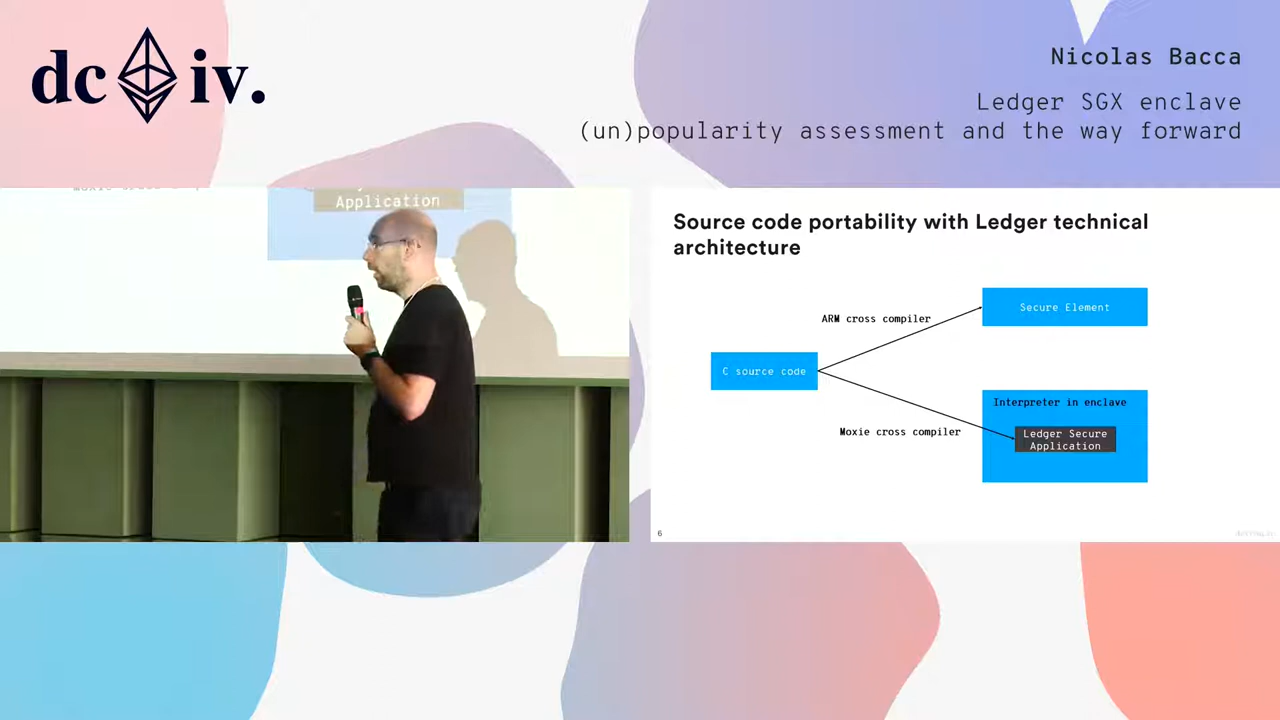 dc iv.
Nicolas Bacca
Ledger SGX enclave
(un)popularity assessment and the way forward
Application
Source code portability with Ledger technical
architecture
ARM cross compiler
Secure Element
C source code
Interpreter in enclave
Moxie cross compiler
Ledger Secure
Application
6